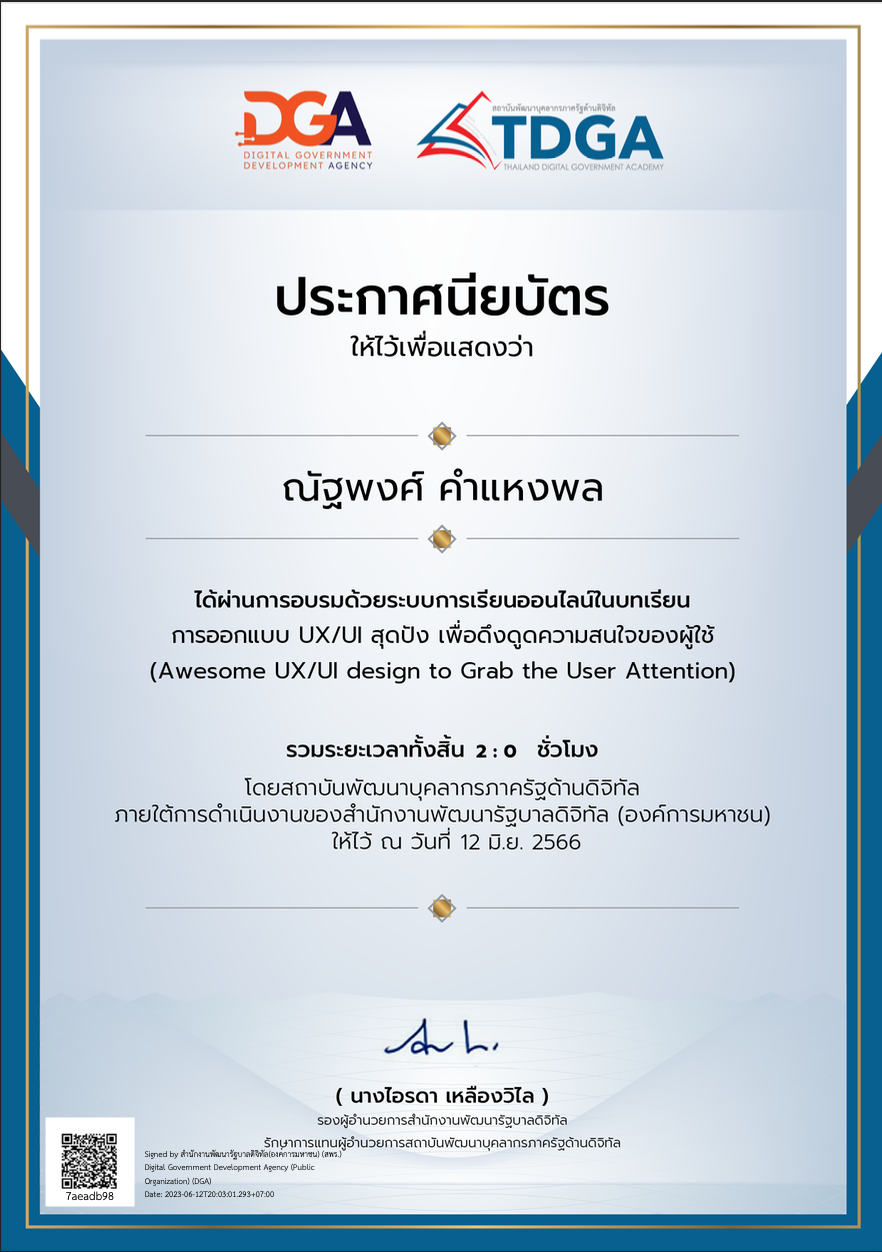 DGA
DIGITAL GOVERNMENT
DEVELOPMENT AGENCY
สถาบันพัฒนาบุคลากรภาครัฐด้านดิจิทัล
TDGA
THAILAND DIGITAL GOVERNMENT ACADEMY
ประกาศนียบัตร
ให้ไว้เพื่อแสดงว่า
ณัฐพงศ์ คำแหงพล
ได้ผ่านการอบรมด้วยระบบการเรียนออนไลน์ในบทเรียน
การออกแบบ UX/UI สุดปัง เพื่อดึงดูดความสนใจของผู้ใช้
(Awesome UX/UI design to Grab the User Attention)
รวมระยะเวลาทั้งสิ้น 2 : 0 ชั่วโมง
โดยสถาบันพัฒนาบุคลากรภาครัฐด้านดิจิทัล
ภายใต้การดำเนินงานของสำนักงานพัฒนารัฐบาลดิจิทัล (องค์การมหาชน)
ให้ไว้ ณ วันที่ 12 มิ.ย. 2566
( นางไอรดา เหลืองวิไล )
รองผู้อำนวยการสำนักงานพัฒนารัฐบาลดิจิทัล
รักษาการแทนผู้อำนวยการสถาบันพัฒนาบุคลากรภาครัฐด้านดิจิทัล
Signed by สำนักงานพัฒนารัฐบาลดิจิทัล(องค์การมหาชน) (สพร.)
Digital Government Development Agency (Public
Organization) (DGA)
Date: 2023-06-12T20:03:01.293+07:00
7aeadb98